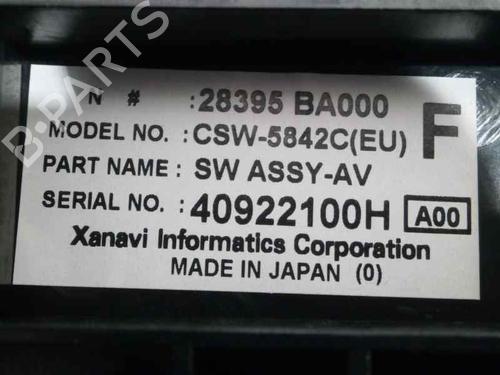 N # : 28395 BA000
MODEL NO. : CSW-5842C(EU) F
PART NAME : SW ASSY-AV
SERIAL NO. : 40922100H A00
Xanavi Informatics Corporation
MADE IN JAPAN (0)
B-PARTS